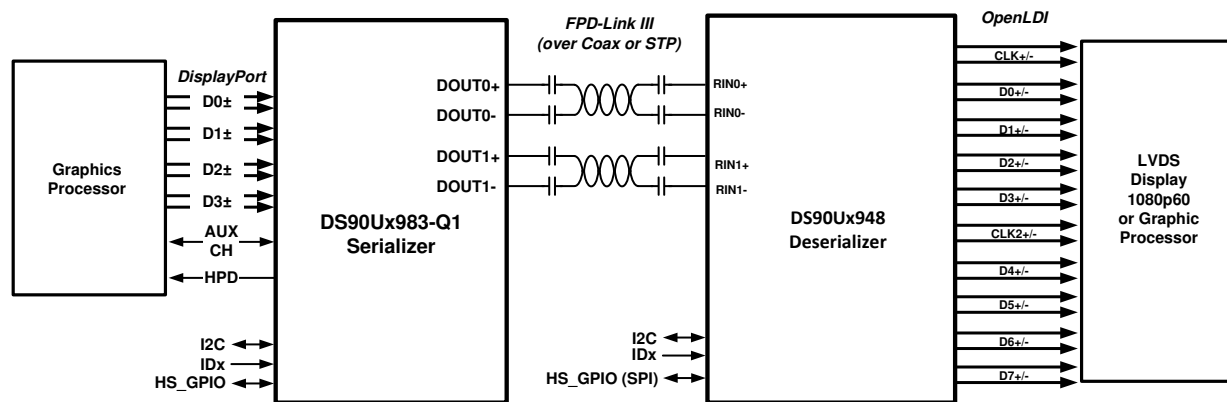 FPD-Link III
(over Coax or STP)
OpenLDI
DisplayPort
D0±
D1±
D2±
D3±
AUX
CH
HPD
Graphics
Processor
DOUT0+
DOUT0-
DOUT1+
DOUT1-
DS90Ux983-Q1
Serializer
I2C
IDx
HS_GPIO
RIN0+
RIN0-
RIN1+
RIN1-
DS90Ux948
Deserializer
I2C
IDx
HS_GPIO (SPI)
CLK+/-
D0+/-
D1+/-
D2+/-
D3+/-
CLK2+/-
D4+/-
D5+/-
D6+/-
D7+/-
LVDS
Display
1080p60
or Graphic
Processor